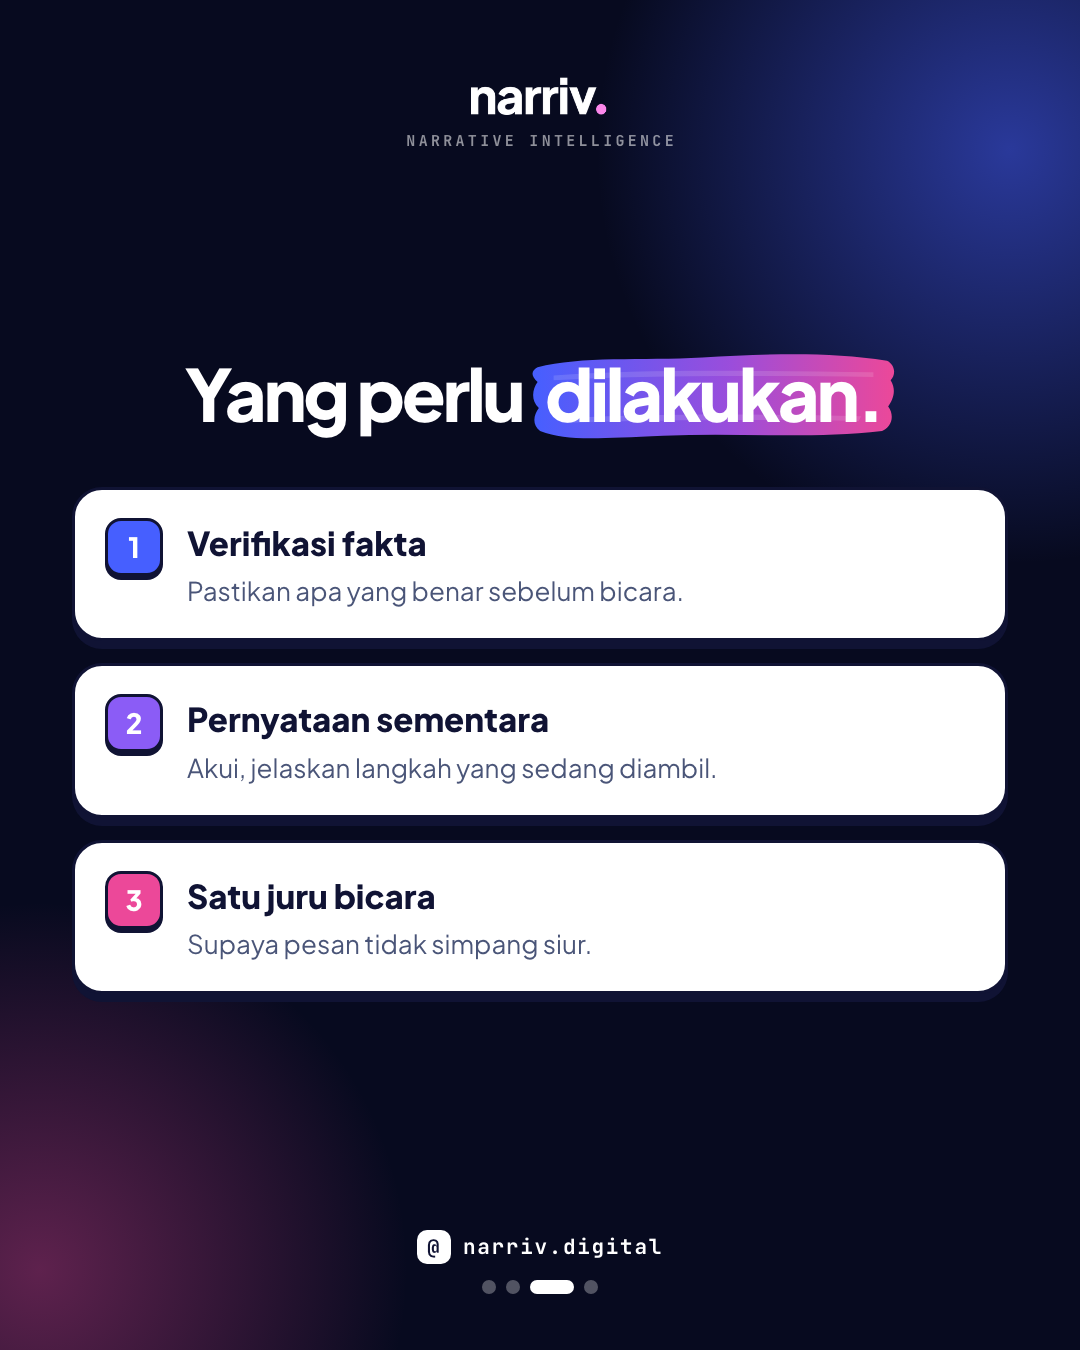 narriv.
NARRATIVE INTELLIGENCE
Yang perlu dilakukan.
1
Verifikasi fakta
Pastikan apa yang benar sebelum bicara.
2
Pernyataan sementara
Akui, jelaskan langkah yang sedang diambil.
3
Satu juru bicara
Supaya pesan tidak simpang siur.
@ narriv.digital